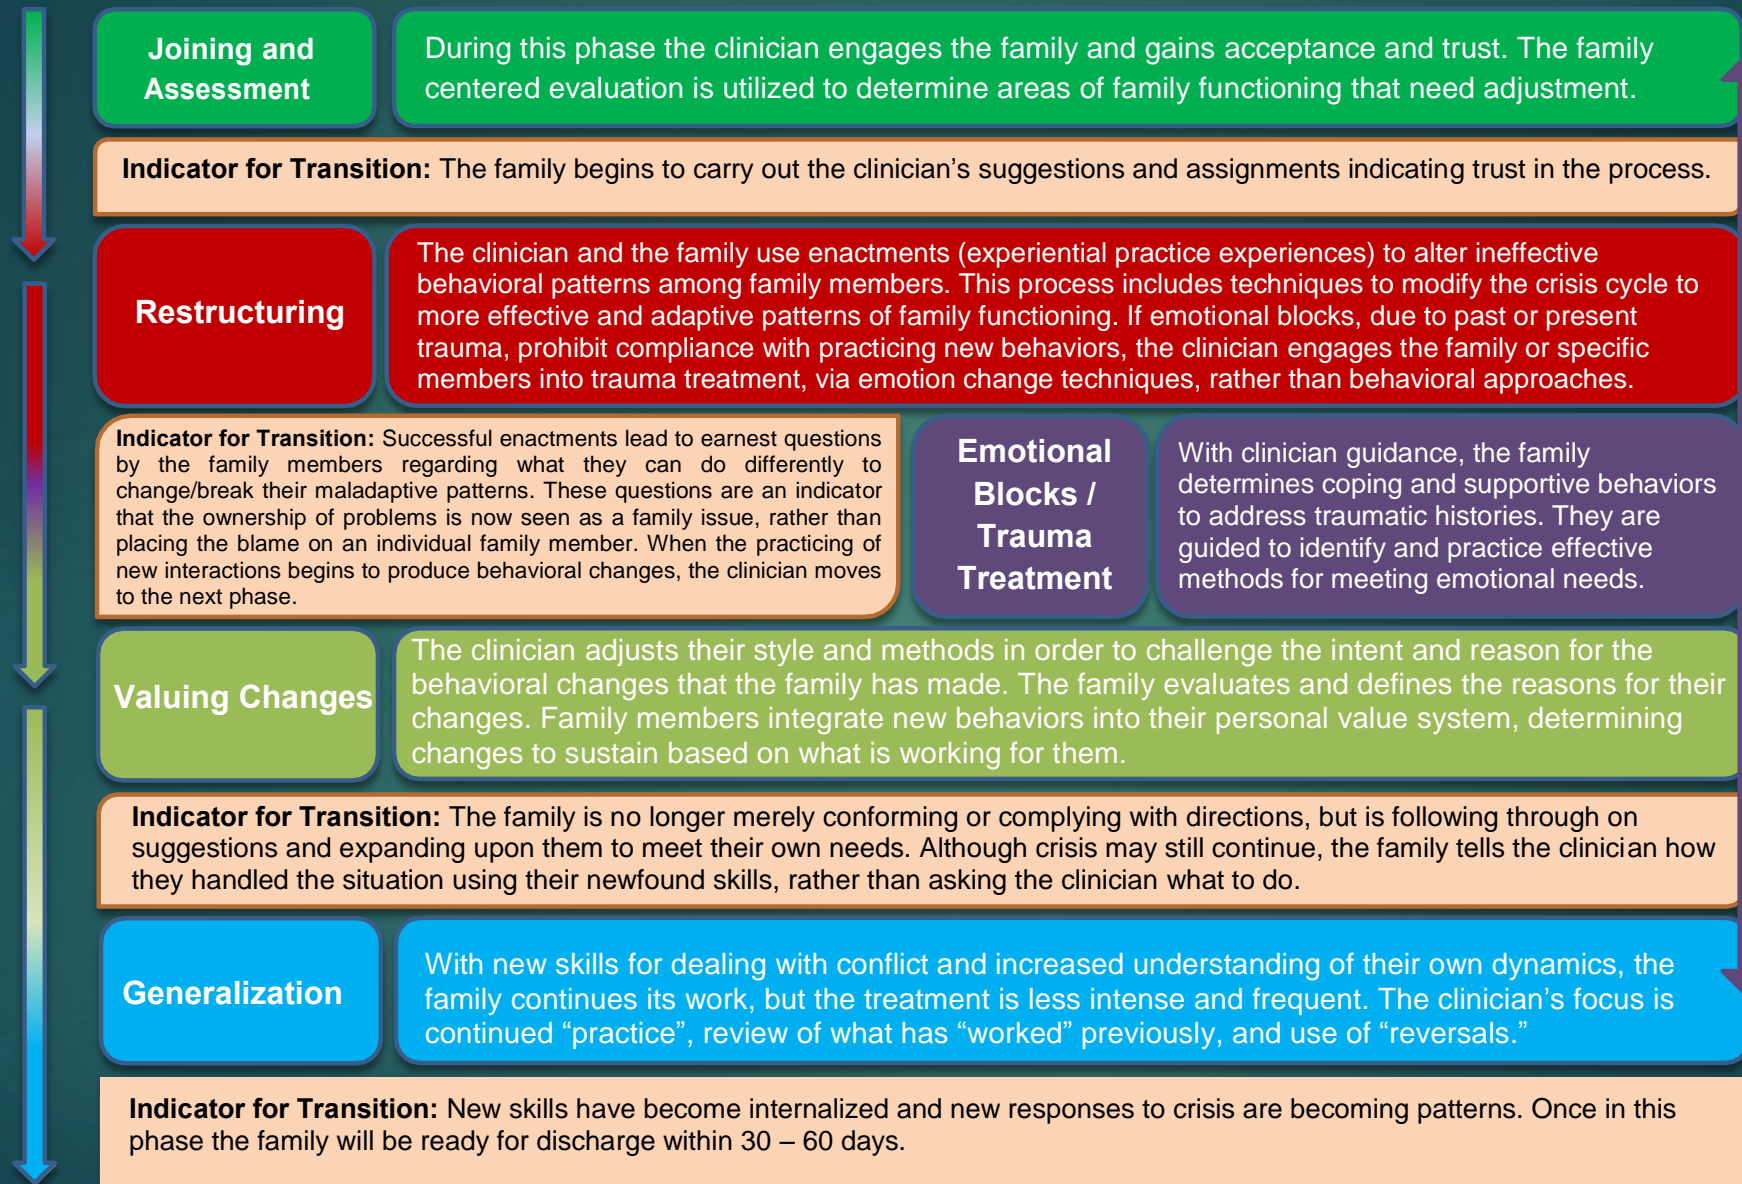 Joining and
Assessment
During this phase the clinician engages the family and gains acceptance and trust. The family
centered evaluation is utilized to determine areas of family functioning that need adjustment.
Indicator for Transition: The family begins to carry out the clinician’s suggestions and assignments indicating trust in the process.
Restructuring
The clinician and the family use enactments (experiential practice experiences) to alter ineffective
behavioral patterns among family members. This process includes techniques to modify the crisis cycle to
more effective and adaptive patterns of family functioning. If emotional blocks, due to past or present
trauma, prohibit compliance with practicing new behaviors, the clinician engages the family or specific
members into trauma treatment, via emotion change techniques, rather than behavioral approaches.
Indicator for Transition: Successful enactments lead to earnest questions
by the family members regarding what they can do differently to
change/break their maladaptive patterns. These questions are an indicator
that the ownership of problems is now seen as a family issue, rather than
placing the blame on an individual family member. When the practicing of
new interactions begins to produce behavioral changes, the clinician moves
to the next phase.
Emotional
Blocks /
Trauma
Treatment
With clinician guidance, the family
determines coping and supportive behaviors
to address traumatic histories. They are
guided to identify and practice effective
methods for meeting emotional needs.
Valuing Changes
The clinician adjusts their style and methods in order to challenge the intent and reason for the
behavioral changes that the family has made. The family evaluates and defines the reasons for their
changes. Family members integrate new behaviors into their personal value system, determining
changes to sustain based on what is working for them.
Indicator for Transition: The family is no longer merely conforming or complying with directions, but is following through on
suggestions and expanding upon them to meet their own needs. Although crisis may still continue, the family tells the clinician how
they handled the situation using their newfound skills, rather than asking the clinician what to do.
Generalization
With new skills for dealing with conflict and increased understanding of their own dynamics, the
family continues its work, but the treatment is less intense and frequent. The clinician’s focus is
continued “practice”, review of what has “worked” previously, and use of “reversals.”
Indicator for Transition: New skills have become internalized and new responses to crisis are becoming patterns. Once in this
phase the family will be ready for discharge within 30 – 60 days.